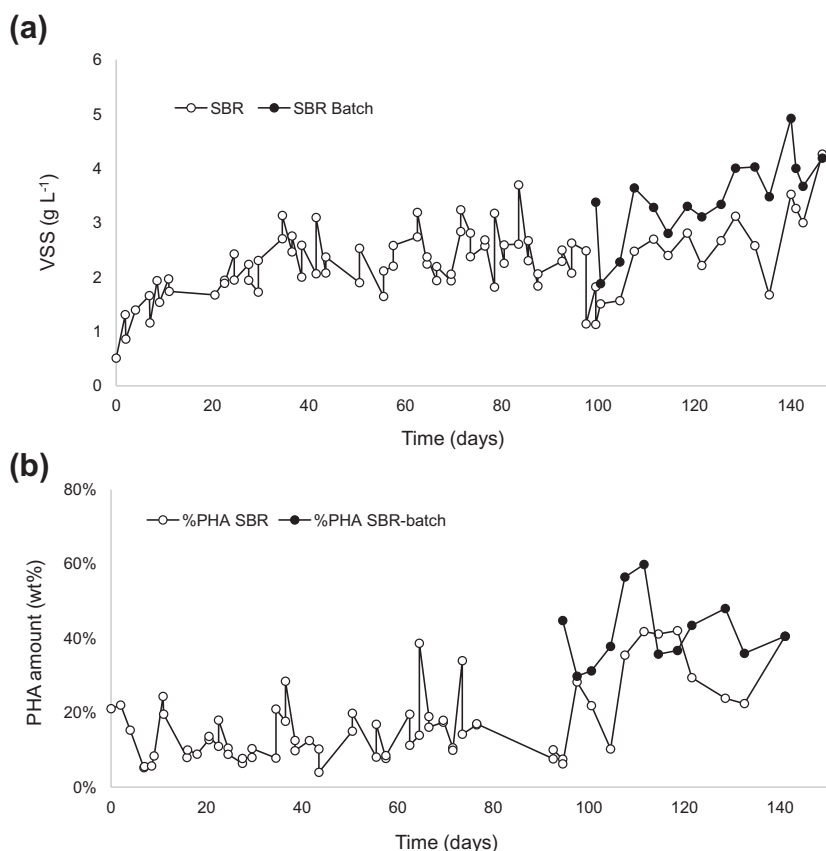 (a)
6
5
4
3
2
1
0
VSS (g L-1)
SBR SBR Batch
0 20 40 60 80 100 120 140
Time (days)
(b)
80%
60%
40%
20%
0%
PHA amount (wt%)
%PHA SBR %PHA SBR-batch
0 20 40 60 80 100 120 140
Time (days)